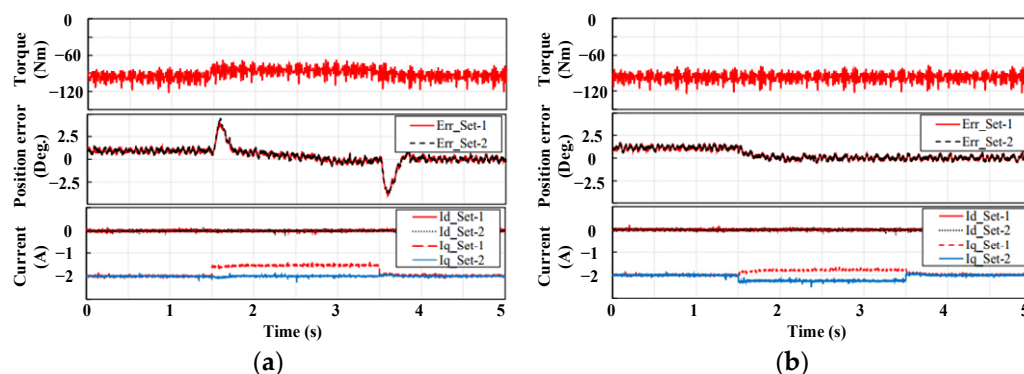 Torque
(Nm)
0
−60
−120
Position error
(Deg,)
2.5
0
−2.5
Err_Set-1
Err_Set-2
Current
(A)
0
−1
−2
Id_Set-1
Id_Set-2
Iq_Set-1
Iq_Set-2
0 1 2 3 4 5
Time (s)
(a)
Torque
(Nm)
0
−60
−120
Position error
(Deg,)
2.5
0
−2.5
Err_Set-1
Err_Set-2
Current
(A)
0
−1
−2
Id_Set-1
Id_Set-2
Iq_Set-1
Iq_Set-2
0 1 2 3 4 5
Time (s)
(b)